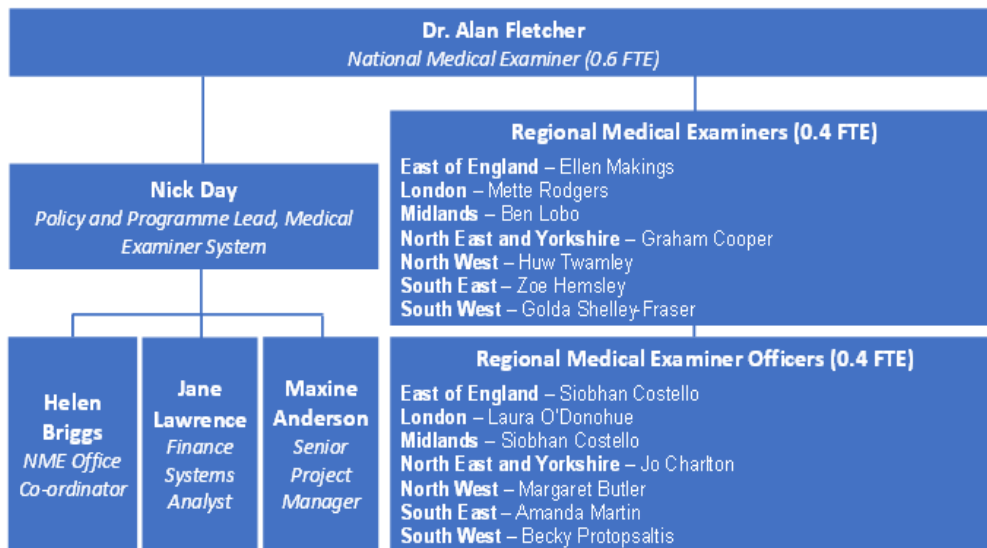 Dr. Alan Fletcher
National Medical Examiner (0.6 FTE)
Nick Day
Policy and Programme Lead, Medical
Examiner System
Helen
Briggs
NME Office
Co-ordinator
Jane
Lawrence
Finance
Systems
Analyst
Maxine
Anderson
Senior
Project
Manager
Regional Medical Examiners (0.4 FTE)
East of England – Ellen Makings
London – Mette Rodgers
Midlands – Ben Lobo
North East and Yorkshire – Graham Cooper
North West – Huw Twamley
South East – Zoe Hemsley
South West – Golda Shelley-Fraser
Regional Medical Examiner Officers (0.4 FTE)
East of England – Siobhan Costello
London – Laura O'Donohue
Midlands – Siobhan Costello
North East and Yorkshire – Jo Charlton
North West – Margaret Butler
South East – Amanda Martin
South West – Becky Protopsaltis